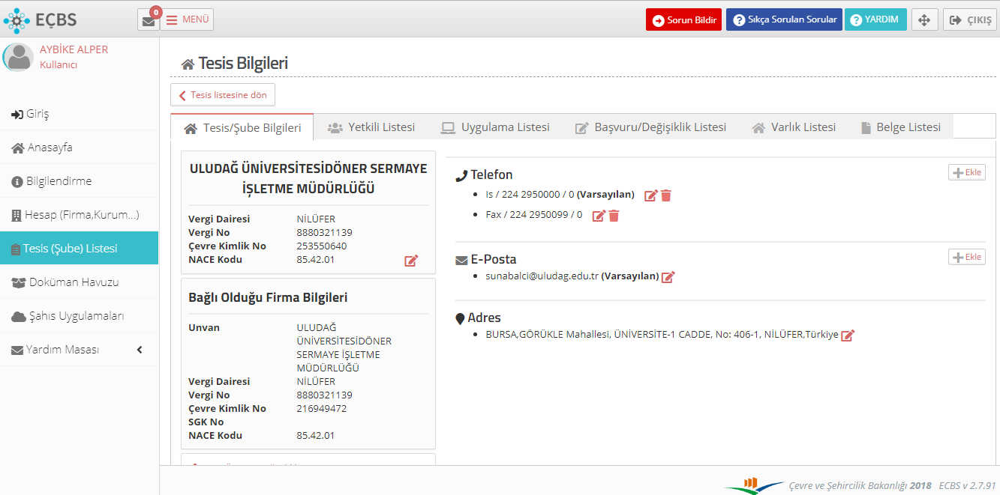 EÇBS
0
MENÜ
Sorun Bildir
Sıkça Sorulan Sorular
YARDIM
ÇIKIŞ
AYBİKE ALPER
Kullanıcı
Giriş
Anasayfa
Bilgilendirme
Hesap (Firma,Kurum...)
Tesis (Şube) Listesi
Doküman Havuzu
Şahıs Uygulamaları
Yardım Masası
Tesis Bilgileri
Tesis listesine dön
Tesis/Şube Bilgileri
Yetkili Listesi
Uygulama Listesi
Başvuru/Değişiklik Listesi
Varlık Listesi
Belge Listesi
ULUDAĞ ÜNİVERSİTESİDÖNER SERMAYE
İŞLETME MÜDÜRLÜĞÜ
Vergi Dairesi NİLÜFER
Vergi No 8880321139
Çevre Kimlik No 253550640
NACE Kodu 85.42.01
Bağlı Olduğu Firma Bilgileri
Unvan ULUDAĞ
ÜNİVERSİTESİDÖNER
SERMAYE İŞLETME
MÜDÜRLÜĞÜ
Vergi Dairesi NİLÜFER
Vergi No 8880321139
Çevre Kimlik No 216949472
SGK No
NACE Kodu 85.42.01
Telefon
Ekle
Is / 224 2950000 / 0 (Varsayılan)
Fax / 224 2950099 / 0
E-Posta
Ekle
sunabalci@uludag.edu.tr (Varsayılan)
Adres
BURSA,GÖRÜKLE Mahallesi, ÜNİVERSİTE-1 CADDE, No: 406-1, NİLÜFER,Türkiye
Çevre ve Şehircilik Bakanlığı 2018 ECBS v 2.7.91